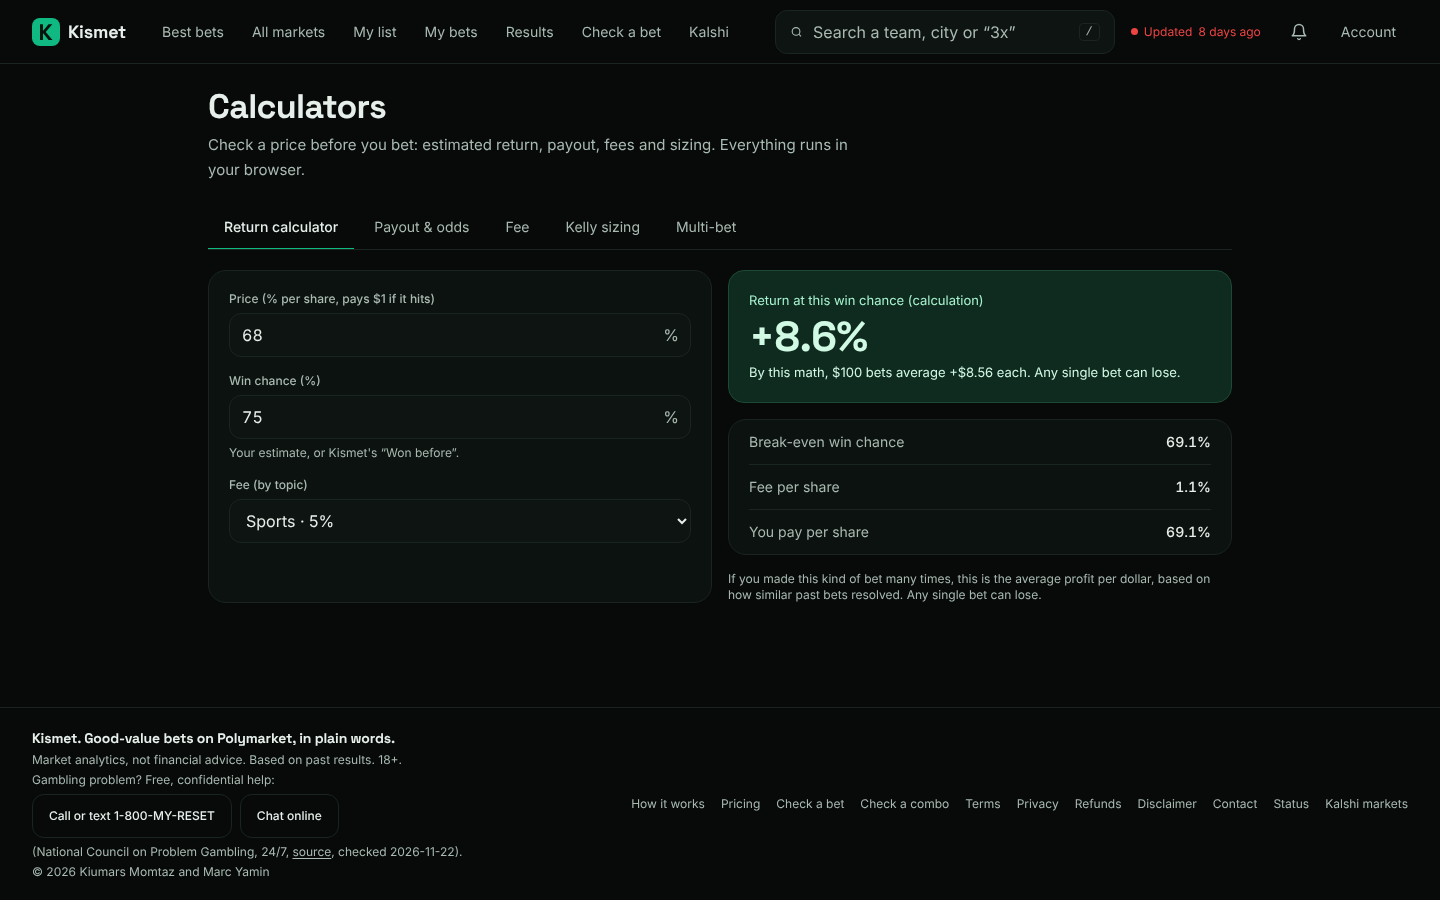 K Kismet Best bets All markets My list My bets Results Check a bet Kalshi Search a team, city or “3x” / Updated 8 days ago Account
Calculators
Check a price before you bet: estimated return, payout, fees and sizing. Everything runs in
your browser.
Return calculator Payout & odds Fee Kelly sizing Multi-bet
Price (% per share, pays $1 if it hits)
68 %
Win chance (%)
75 %
Your estimate, or Kismet's “Won before”.
Fee (by topic)
Sports · 5%
Return at this win chance (calculation)
+8.6%
By this math, $100 bets average +$8.56 each. Any single bet can lose.
Break-even win chance 69.1%
Fee per share 1.1%
You pay per share 69.1%
If you made this kind of bet many times, this is the average profit per dollar, based on
how similar past bets resolved. Any single bet can lose.
Kismet. Good-value bets on Polymarket, in plain words.
Market analytics, not financial advice. Based on past results. 18+.
Gambling problem? Free, confidential help:
Call or text 1-800-MY-RESET Chat online
(National Council on Problem Gambling, 24/7, source, checked 2026-11-22).
© 2026 Kiumars Momtaz and Marc Yamin
How it works Pricing Check a bet Check a combo Terms Privacy Refunds Disclaimer Contact Status Kalshi markets